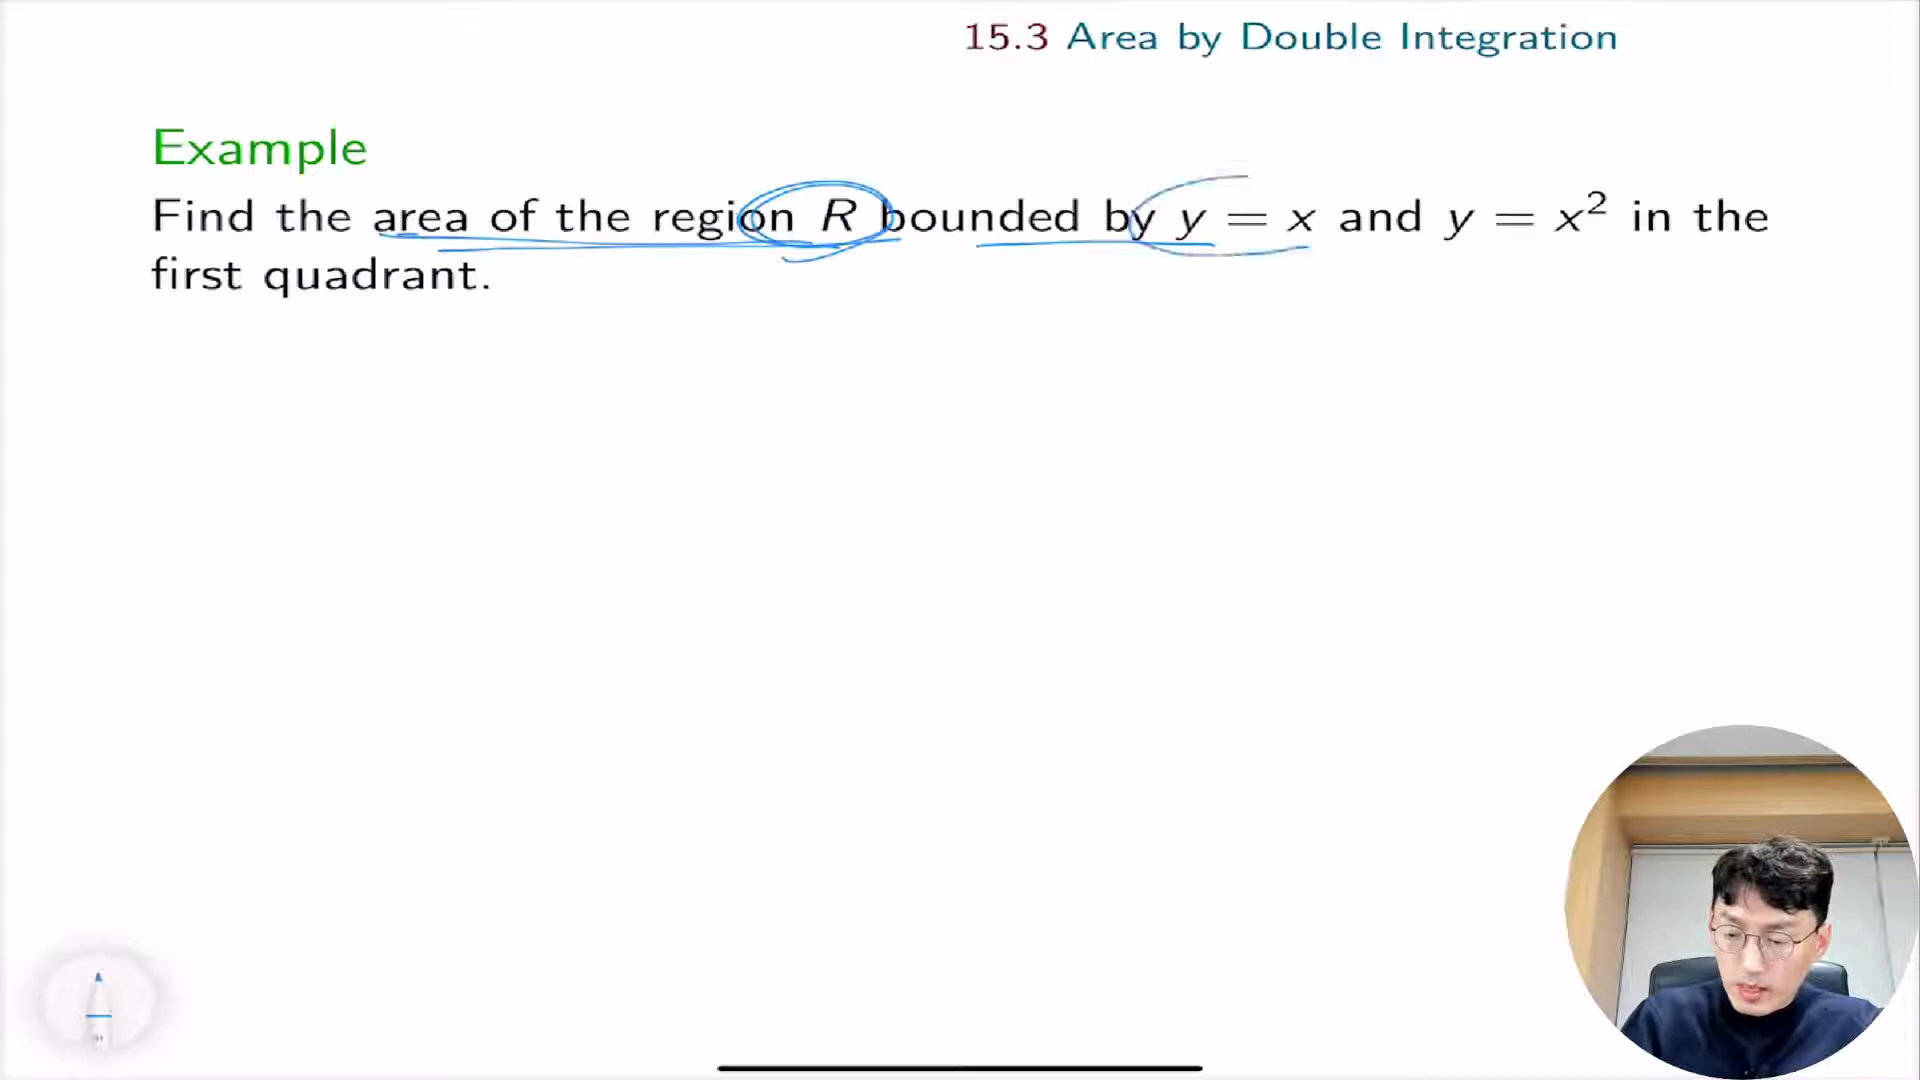 15.3 Area by Double Integration
Example
Find the area of the region R bounded by y = x and y = x² in the
first quadrant.